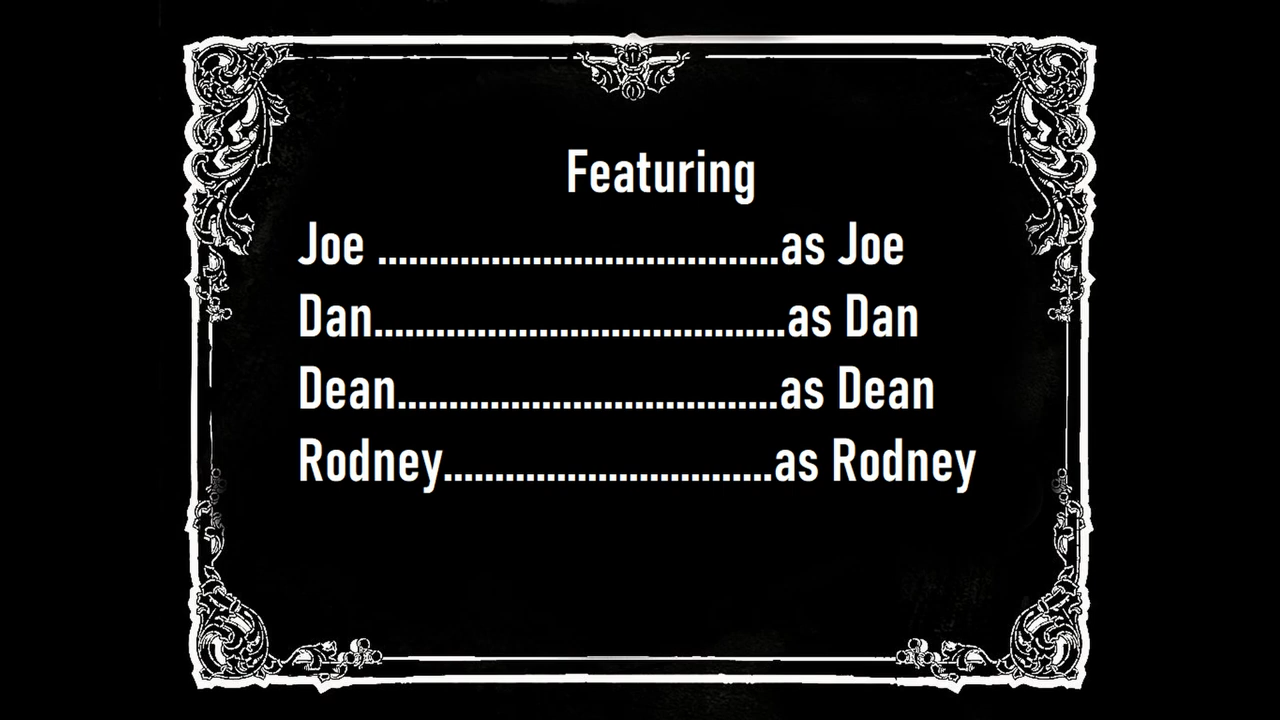 Featuring
Joe .......................................as Joe
Dan........................................as Dan
Dean.....................................as Dean
Rodney................................as Rodney